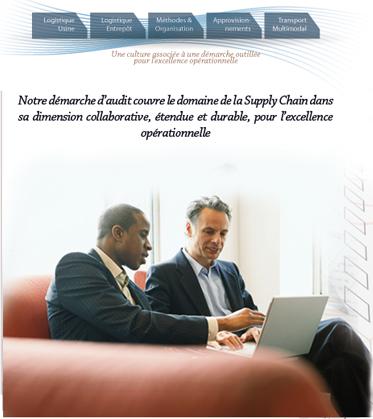 Logistique Usine
Logistique Entrepôt
Méthodes & Organisation
Approvision-nements
Transport Multimodal
Une culture associée à une démarche outillée
pour l'excellence opérationnelle
Notre démarche d'audit couvre le domaine de la Supply Chain dans
sa dimension collaborative, étendue et durable, pour l'excellence
opérationnelle